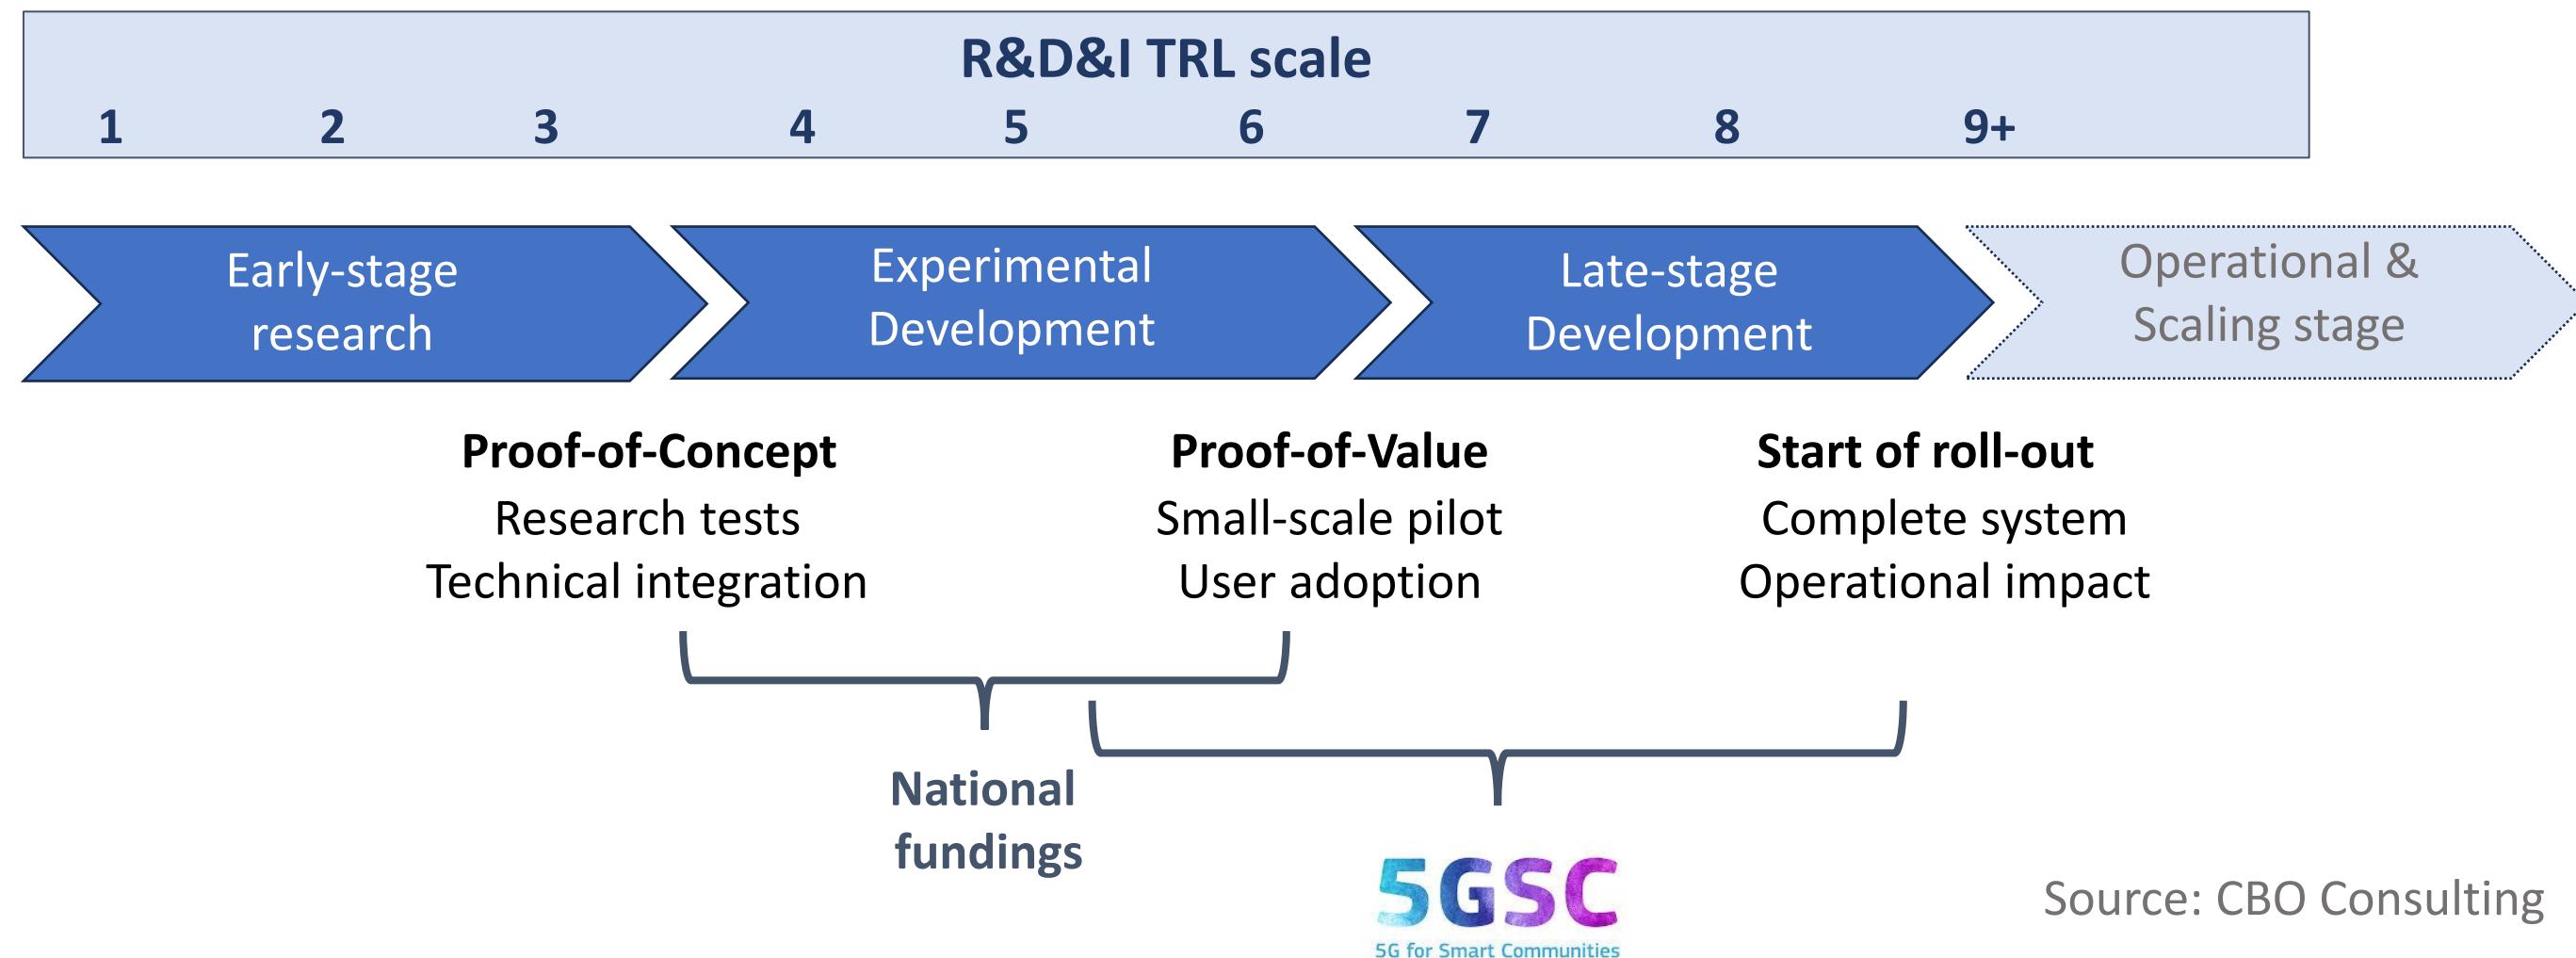 R&D&I TRL scale
1 2 3 4 5 6 7 8 9+
Early-stage
research
Experimental
Development
Late-stage
Development
Operational &
Scaling stage
Proof-of-Concept
Research tests
Technical integration
Proof-of-Value
Small-scale pilot
User adoption
Start of roll-out
Complete system
Operational impact
National
fundings
5GSC
5G for Smart Communities
Source: CBO Consulting